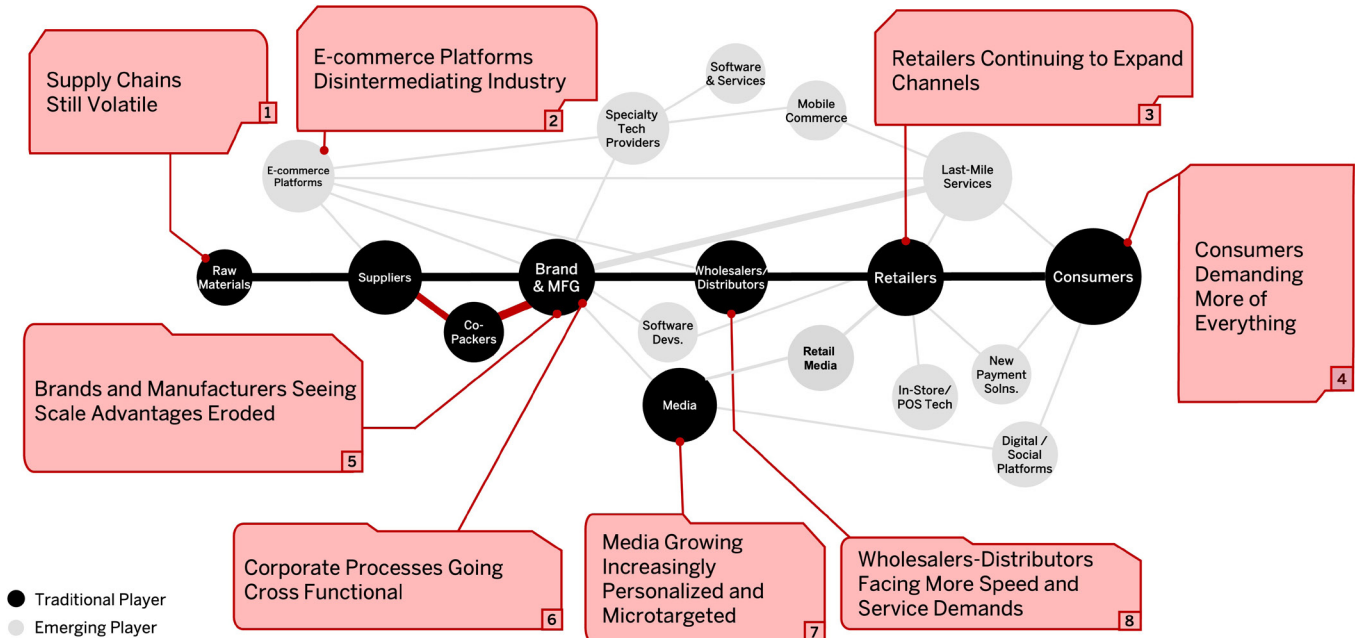 Supply Chains
Still Volatile
1
E-commerce Platforms
Disintermediating Industry
2
Retailers Continuing to Expand
Channels
3
Software
& Services
Mobile
Commerce
Specialty
Tech
Providers
E-commerce
Platforms
Last-Mile
Services
Consumers
Demanding
More of
Everything
4
Raw
Materials
Suppliers
Brand
& MFG
Wholesalers/
Distributors
Retailers
Consumers
Co-
Packers
Software
Devs.
Retail
Media
New
Payment
Solns.
In-Store/
POS Tech
Media
Digital /
Social
Platforms
Brands and Manufacturers Seeing
Scale Advantages Eroded
5
Corporate Processes Going
Cross Functional
6
Media Growing
Increasingly
Personalized and
Microtargeted
7
Wholesalers-Distributors
Facing More Speed and
Service Demands
8
Traditional Player
Emerging Player